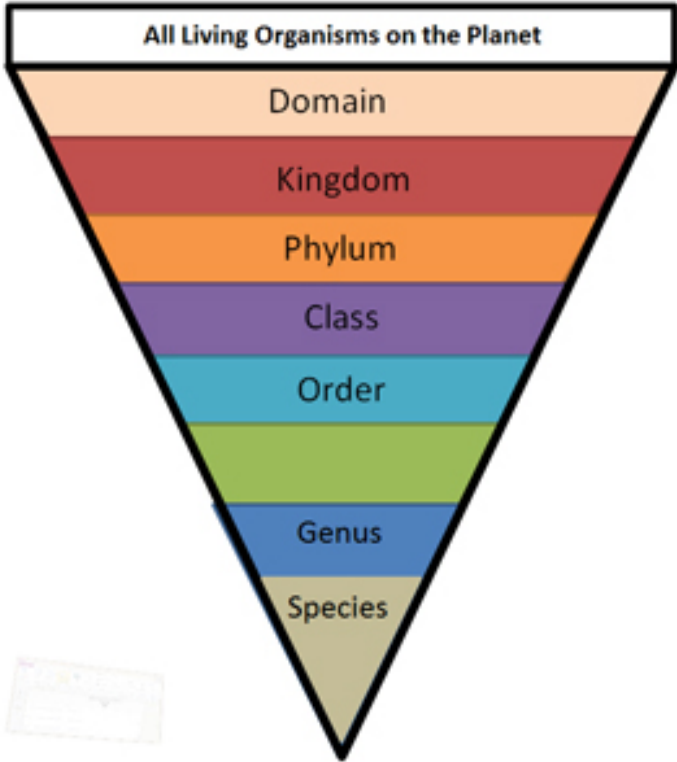 All Living Organisms on the Planet
Domain
Kingdom
Phylum
Class
Order
Genus
Species